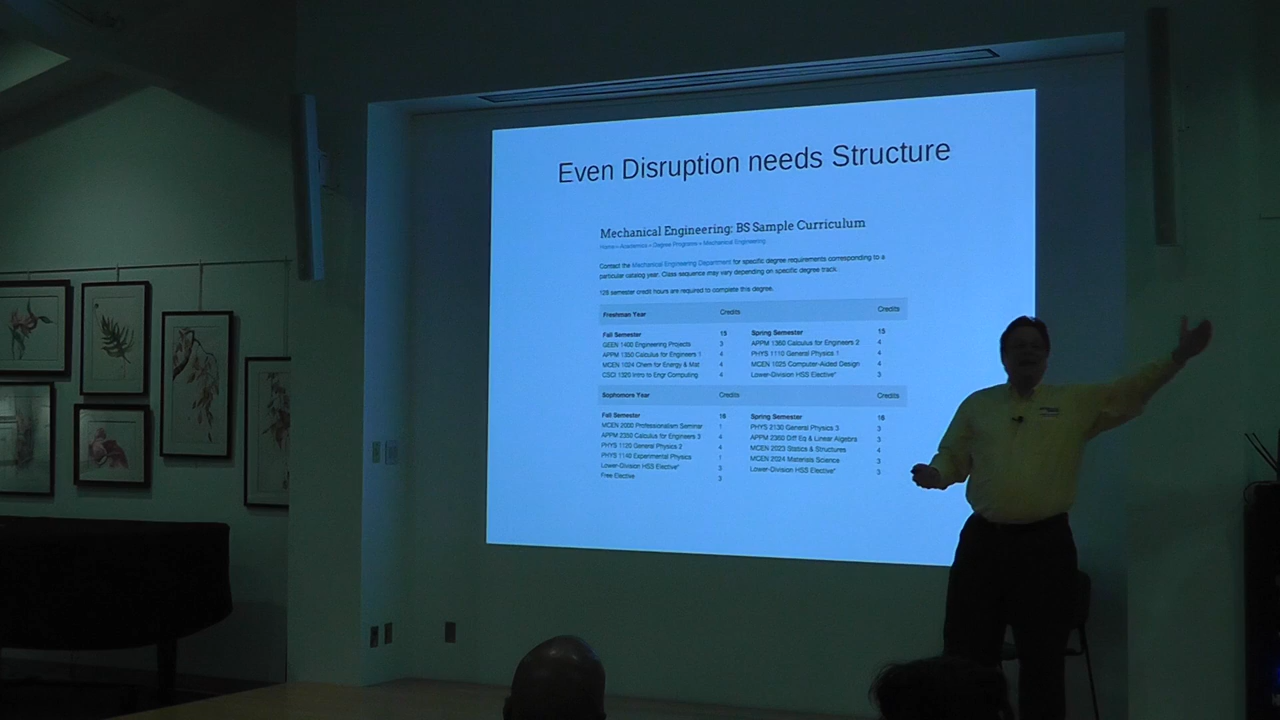 Even Disruption needs Structure
Mechanical Engineering: BS Sample Curriculum
Home » Academics » Degree Programs » Mechanical Engineering
Contact the Mechanical Engineering Department for specific degree requirements corresponding to a
particular catalog year. Class sequence may vary depending on specific degree track.
128 semester credit hours are required to complete this degree.
Freshman Year Credits Credits
Fall Semester 15 Spring Semester 15
GEEN 1400 Engineering Projects 3 APPM 1360 Calculus for Engineers 2 4
APPM 1350 Calculus for Engineers 1 4 PHYS 1110 General Physics 1 4
MCEN 1024 Chem for Energy & Mat 4 MCEN 1025 Computer-Aided Design 4
CSCI 1320 Intro to Engr Computing 4 Lower-Division HSS Elective* 3
Sophomore Year Credits Credits
Fall Semester 16 Spring Semester 16
MCEN 2000 Professionalism Seminar 1 PHYS 2130 General Physics 3 3
APPM 2350 Calculus for Engineers 3 4 APPM 2360 Diff Eq & Linear Algebra 4
PHYS 1120 General Physics 2 4 MCEN 2023 Statics & Structures 3
PHYS 1140 Experimental Physics 1 MCEN 2024 Materials Science 3
Lower-Division HSS Elective* 3 Lower-Division HSS Elective* 3
Free Elective 3